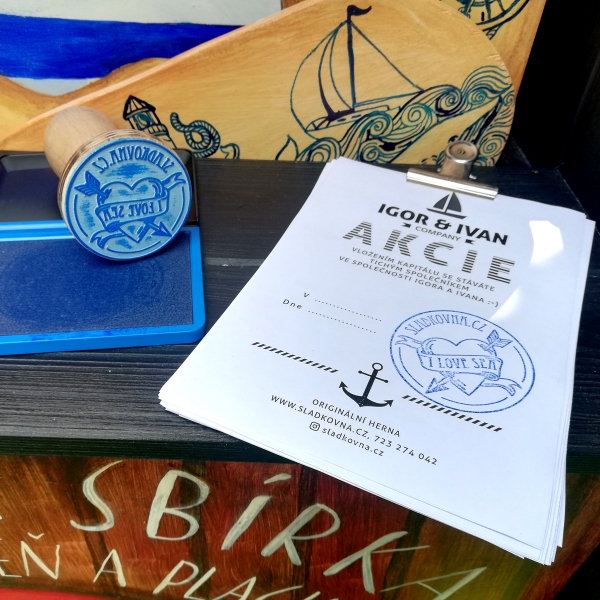 SLADKOVNA.CZ
I LOVE SEA
IGOR & IVAN
COMPANY
AKCIE
VLOŽENÍM KAPITÁLU SE STÁVÁTE
TICHÝM SPOLEČNÍKEM
VE SPOLEČNOSTI IGORA A IVANA :-)
V ................
Dne ................
SLADKOVNA.CZ
I LOVE SEA
ORIGINÁLNÍ HERNA
WWW.SLADKOVNA.CZ, 723 274 042
sladkovna.cz
SBÍRKA
A